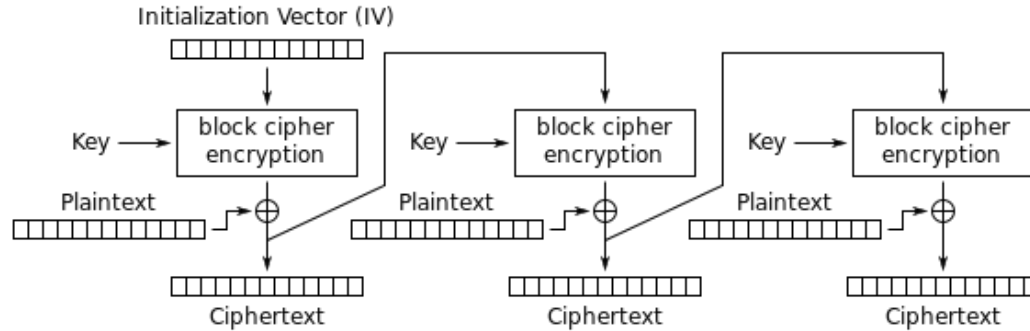 Initialization Vector (IV)
Key
block cipher
encryption
Key
block cipher
encryption
Key
block cipher
encryption
Plaintext
Plaintext
Plaintext
Ciphertext
Ciphertext
Ciphertext